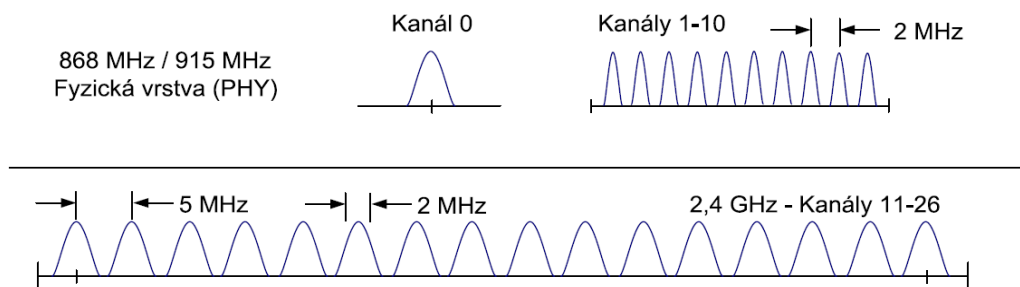 Kanál 0
Kanály 1-10
2 MHz
868 MHz / 915 MHz
Fyzická vrstva (PHY)
5 MHz
2 MHz
2,4 GHz - Kanály 11-26